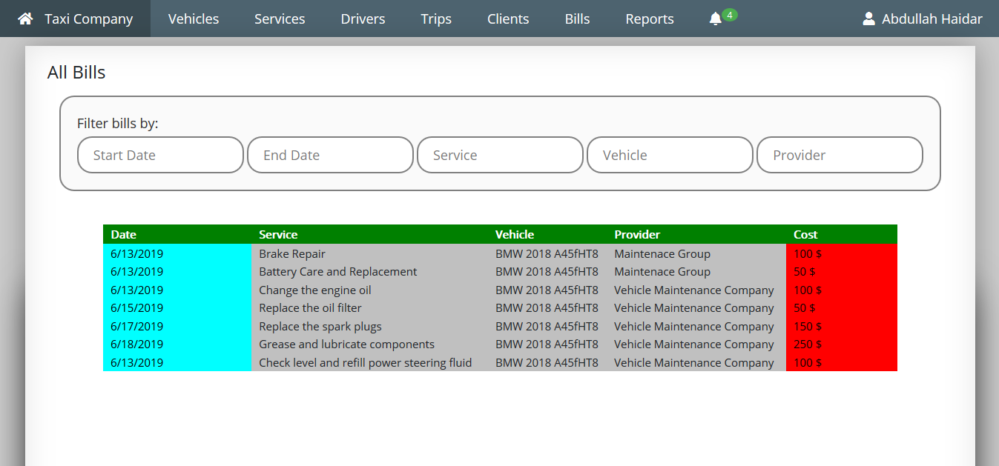 Taxi Company Vehicles Services Drivers Trips Clients Bills Reports 4 Abdullah Haidar
All Bills
Filter bills by:
Start Date End Date Service Vehicle Provider
Date Service Vehicle Provider Cost
6/13/2019 Brake Repair BMW 2018 A45fHT8 Maintenace Group 100 $
6/13/2019 Battery Care and Replacement BMW 2018 A45fHT8 Maintenace Group 50 $
6/13/2019 Change the engine oil BMW 2018 A45fHT8 Vehicle Maintenance Company 100 $
6/15/2019 Replace the oil filter BMW 2018 A45fHT8 Vehicle Maintenance Company 50 $
6/17/2019 Replace the spark plugs BMW 2018 A45fHT8 Vehicle Maintenance Company 150 $
6/18/2019 Grease and lubricate components BMW 2018 A45fHT8 Vehicle Maintenance Company 250 $
6/13/2019 Check level and refill power steering fluid BMW 2018 A45fHT8 Vehicle Maintenance Company 100 $